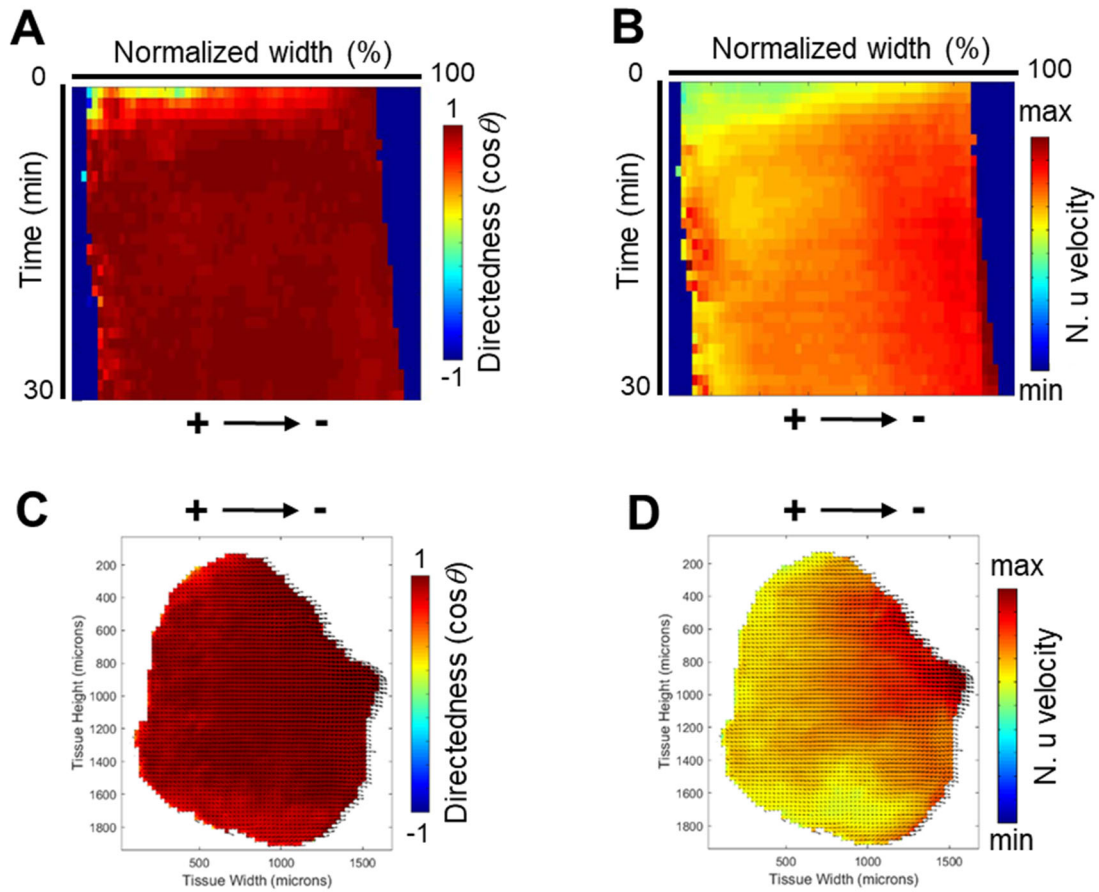 A
Normalized width (%)
0
100
1
Directedness (cosθ)
-1
Time (min)
30
+ -
B
Normalized width (%)
0
100
max
N. u velocity
min
Time (min)
30
+ -
C
+ -
1
Directedness (cosθ)
-1
Tissue Height (microns)
200
400
600
800
1000
1200
1400
1600
1800
500 1000 1500
Tissue Width (microns)
D
+ -
max
N. u velocity
min
Tissue Height (microns)
200
400
600
800
1000
1200
1400
1600
1800
500 1000 1500
Tissue Width (microns)